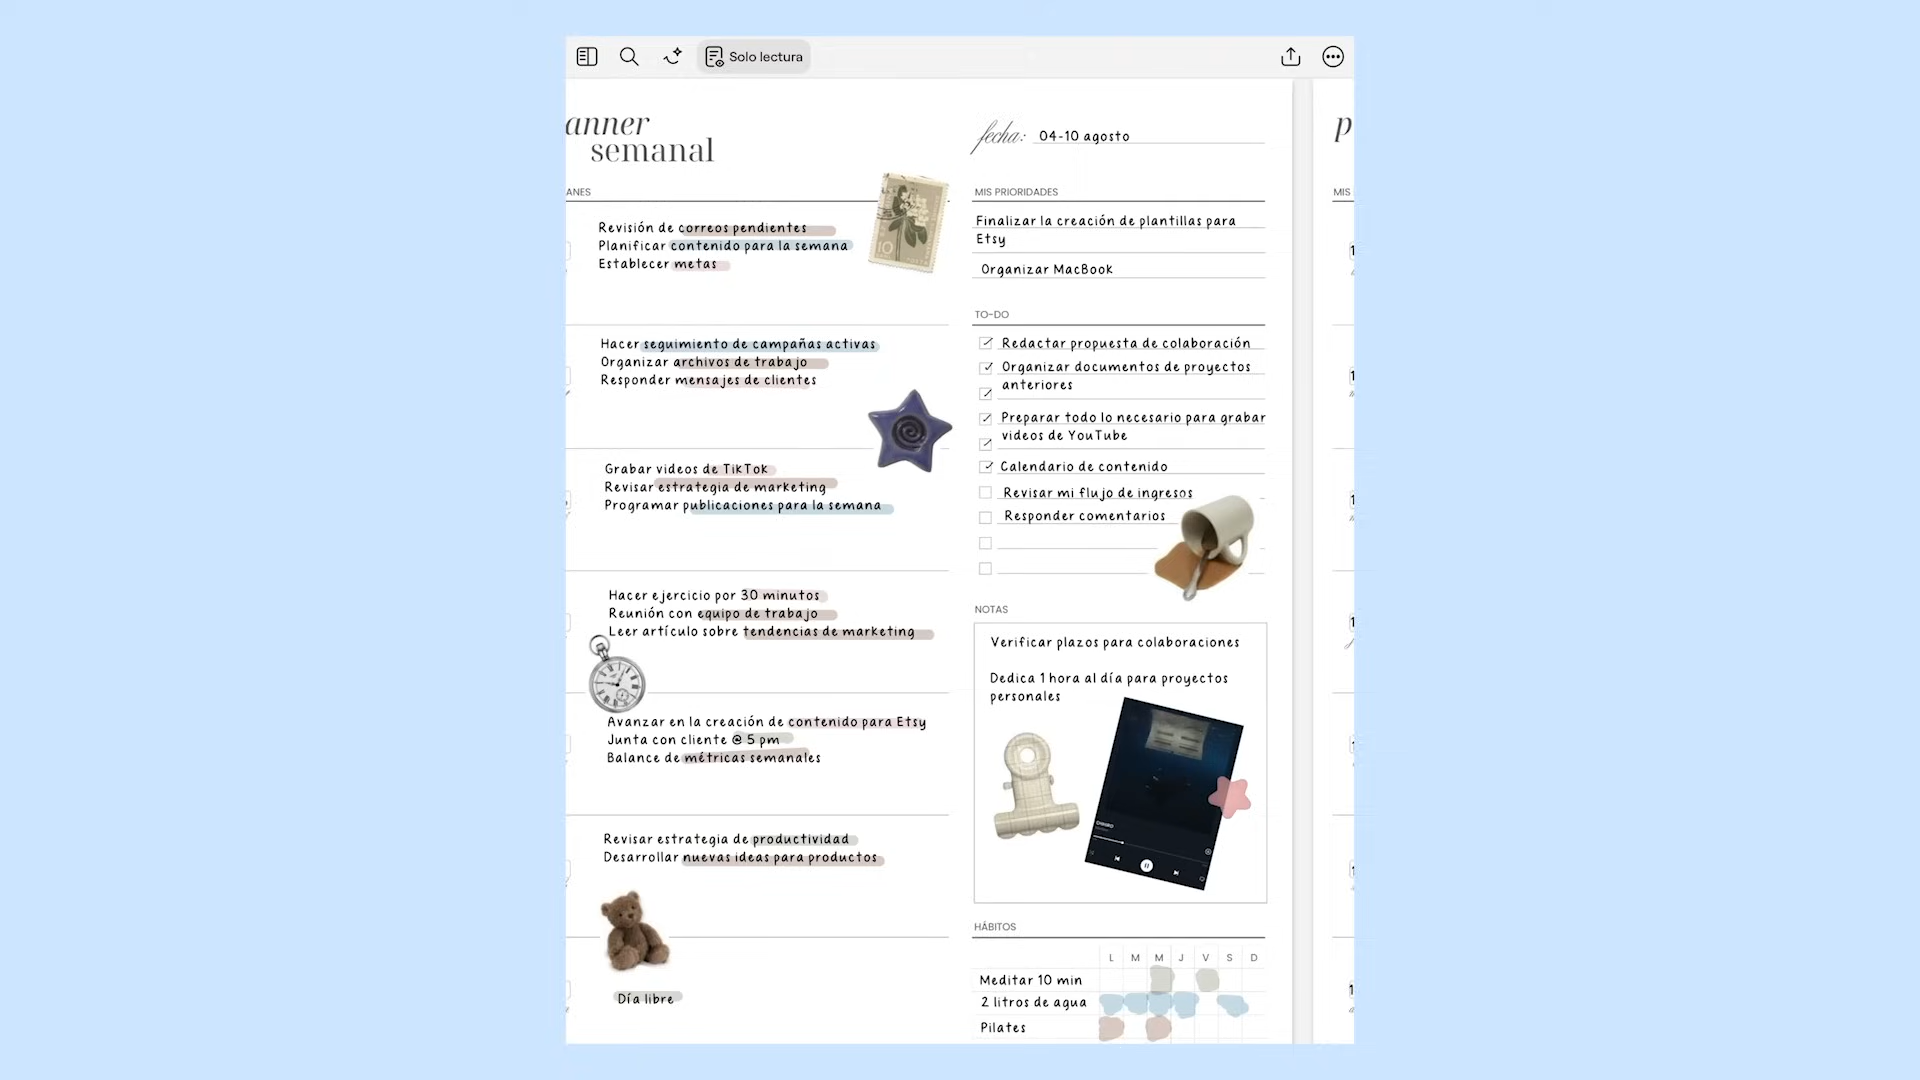 Solo lectura
anner
semanal
ANES
Revisión de correos pendientes
Planificar contenido para la semana
Establecer metas
10
Hacer seguimiento de campañas activas
Organizar archivos de trabajo
Responder mensajes de clientes
Grabar videos de TikTok
Revisar estrategia de marketing
Programar publicaciones para la semana
Hacer ejercicio por 30 minutos
Reunión con equipo de trabajo
Leer artículo sobre tendencias de marketing
Avanzar en la creación de contenido para Etsy
Junta con cliente @ 5 pm
Balance de métricas semanales
Revisar estrategia de productividad
Desarrollar nuevas ideas para productos
Día libre
fecha: 04-10 agosto
MIS PRIORIDADES
Finalizar la creación de plantillas para
Etsy
Organizar MacBook
TO-DO
Redactar propuesta de colaboración
Organizar documentos de proyectos
anteriores
Preparar todo lo necesario para grabar
videos de YouTube
Calendario de contenido
Revisar mi flujo de ingresos
Responder comentarios
NOTAS
Verificar plazos para colaboraciones
Dedica 1 hora al día para proyectos
personales
HÁBITOS
L M M J V S D
Meditar 10 min
2 litros de agua
Pilates
p
MIS